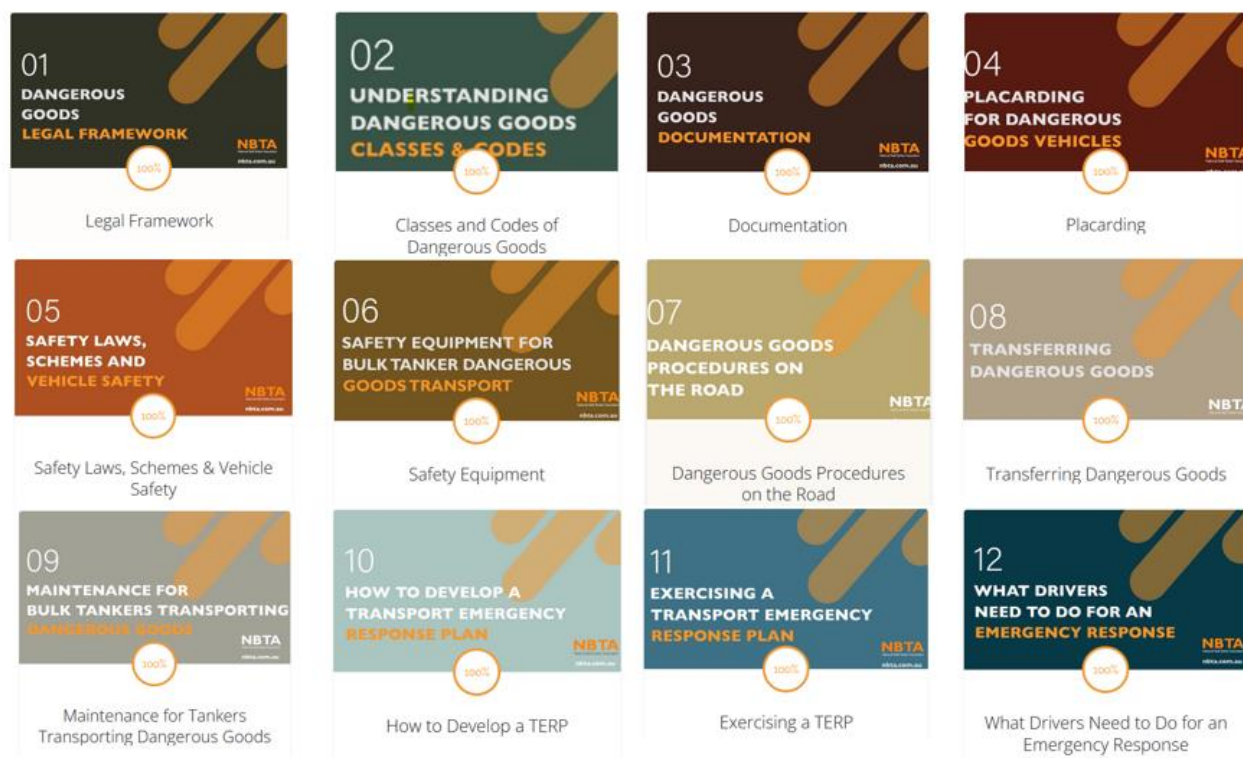 01
DANGEROUS
GOODS
LEGAL FRAMEWORK
NBTA
nbta.com.au
100%
Legal Framework
02
UNDERSTANDING
DANGEROUS GOODS
CLASSES & CODES
100%
Classes and Codes of
Dangerous Goods
03
DANGEROUS
GOODS
DOCUMENTATION
NBTA
nbta.com.au
100%
Documentation
04
PLACARDING
FOR DANGEROUS
GOODS VEHICLES
NBTA
100%
Placarding
05
SAFETY LAWS,
SCHEMES AND
VEHICLE SAFETY
NBTA
nbta.com.au
100%
Safety Laws, Schemes & Vehicle
Safety
06
SAFETY EQUIPMENT FOR
BULK TANKER DANGEROUS
GOODS TRANSPORT
NBTA
nbta.com.au
100%
Safety Equipment
07
DANGEROUS GOODS
PROCEDURES ON
THE ROAD
NBTA
100%
Dangerous Goods Procedures
on the Road
08
TRANSFERRING
DANGEROUS GOODS
NBTA
100%
Transferring Dangerous Goods
09
MAINTENANCE FOR
BULK TANKERS TRANSPORTING
DANGEROUS GOODS
NBTA
nbta.com.au
100%
Maintenance for Tankers
Transporting Dangerous Goods
10
HOW TO DEVELOP A
TRANSPORT EMERGENCY
RESPONSE PLAN
NBTA
nbta.com.au
100%
How to Develop a TERP
11
EXERCISING A
TRANSPORT EMERGENCY
RESPONSE PLAN
NBTA
nbta.com.au
100%
Exercising a TERP
12
WHAT DRIVERS
NEED TO DO FOR AN
EMERGENCY RESPONSE
NBTA
nbta.com.au
100%
What Drivers Need to Do for an
Emergency Response